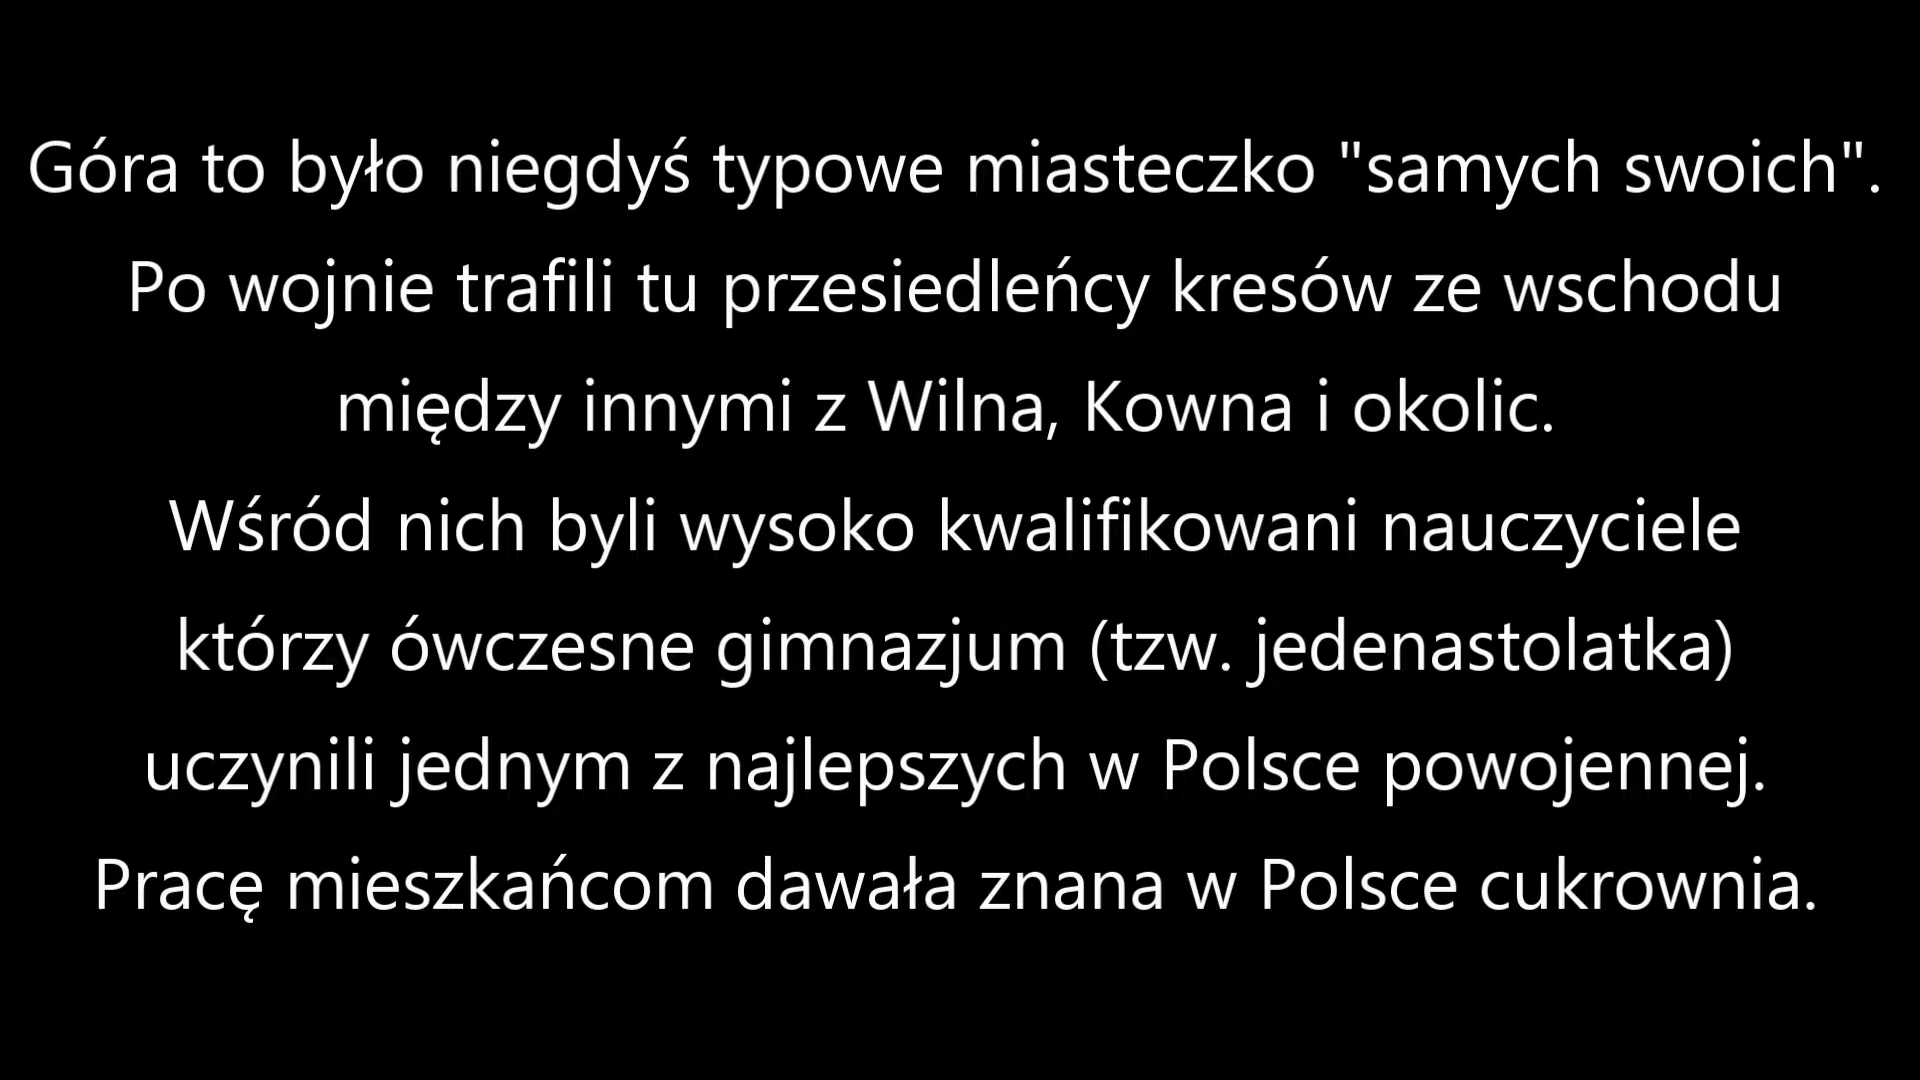 Góra to było niegdyś typowe miasteczko "samych swoich".
Po wojnie trafili tu przesiedleńcy kresów ze wschodu
między innymi z Wilna, Kowna i okolic.
Wśród nich byli wysoko kwalifikowani nauczyciele
którzy ówczesne gimnazjum (tzw. jedenastolatka)
uczynili jednym z najlepszych w Polsce powojennej.
Pracę mieszkańcom dawała znana w Polsce cukrownia.